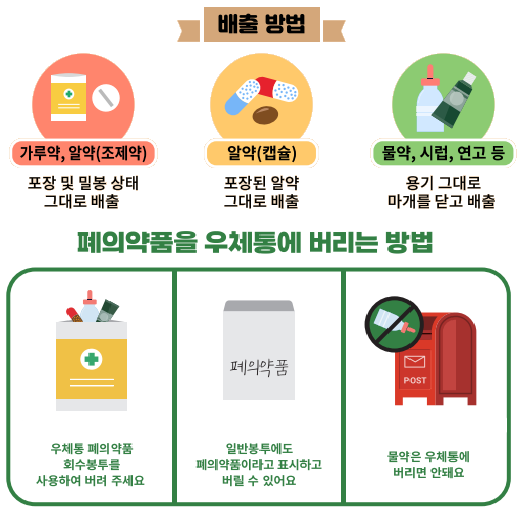 배출 방법
가루약, 알약(조제약)
포장 및 밀봉 상태
그대로 배출
알약(캡슐)
포장된 알약
그대로 배출
물약, 시럽, 연고 등
용기 그대로
마개를 닫고 배출
폐의약품을 우체통에 버리는 방법
우체통 폐의약품
회수봉투를
사용하여 버려 주세요
폐의약품
일반봉투에도
폐의약품이라고 표시하고
버릴 수 있어요
POST
물약은 우체통에
버리면 안돼요